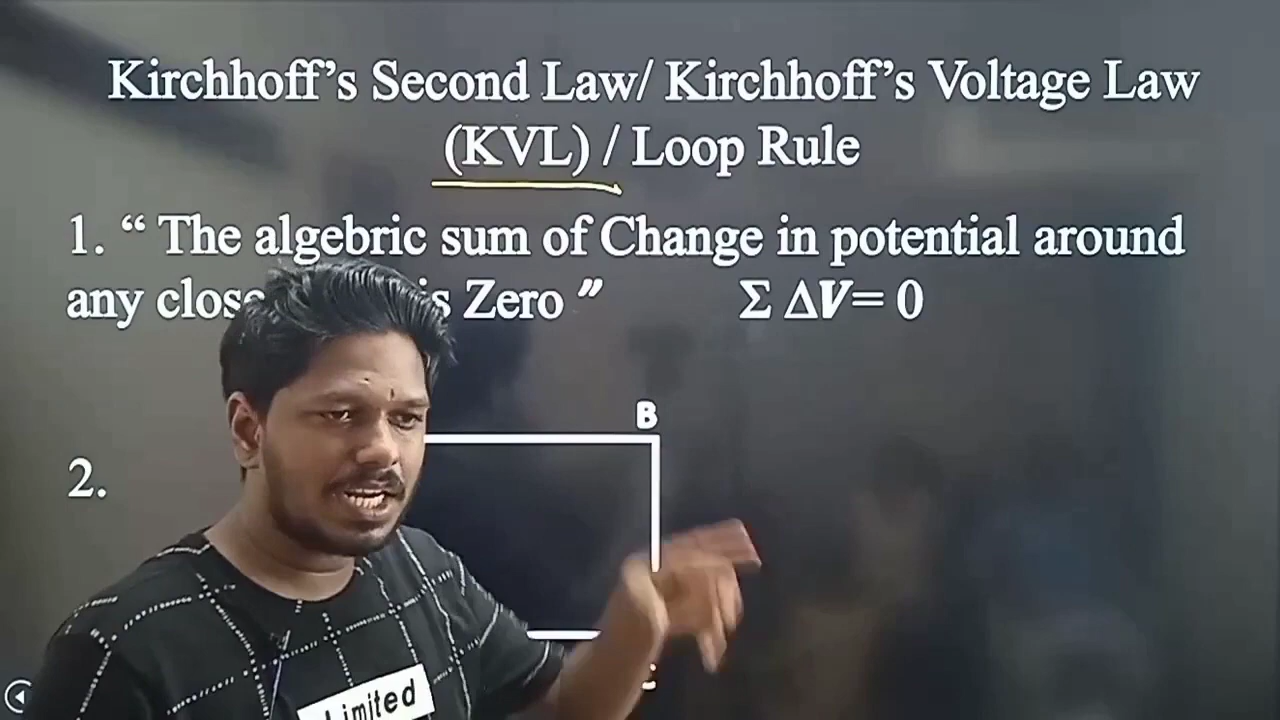 Kirchhoff's Second Law/ Kirchhoff's Voltage Law
(KVL) / Loop Rule
1. “ The algebric sum of Change in potential around
any is Zero ” Σ ΔV= 0
B
2.
Limited